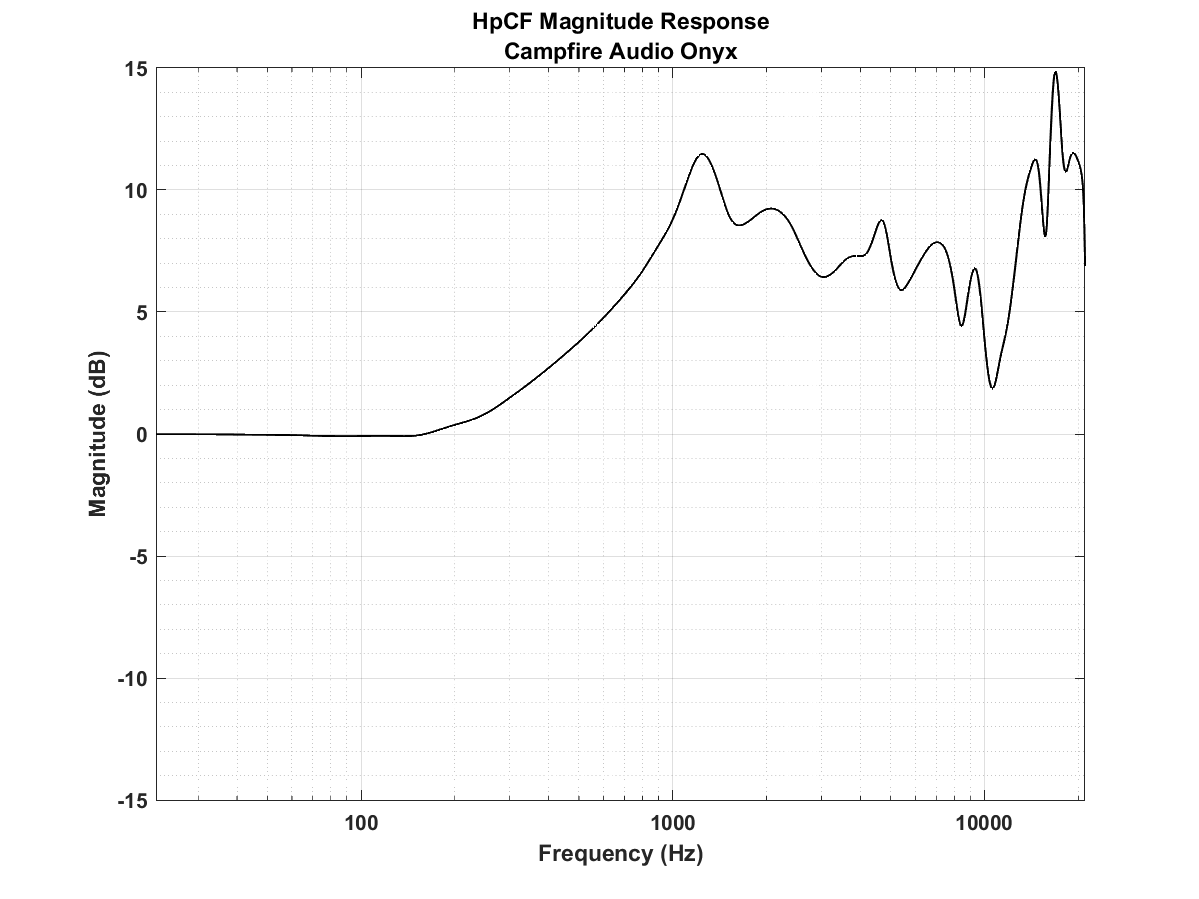 HpCF Magnitude Response
Campfire Audio Onyx
15
10
5
0
-5
-10
-15
Magnitude (dB)
100
1000
10000
Frequency (Hz)